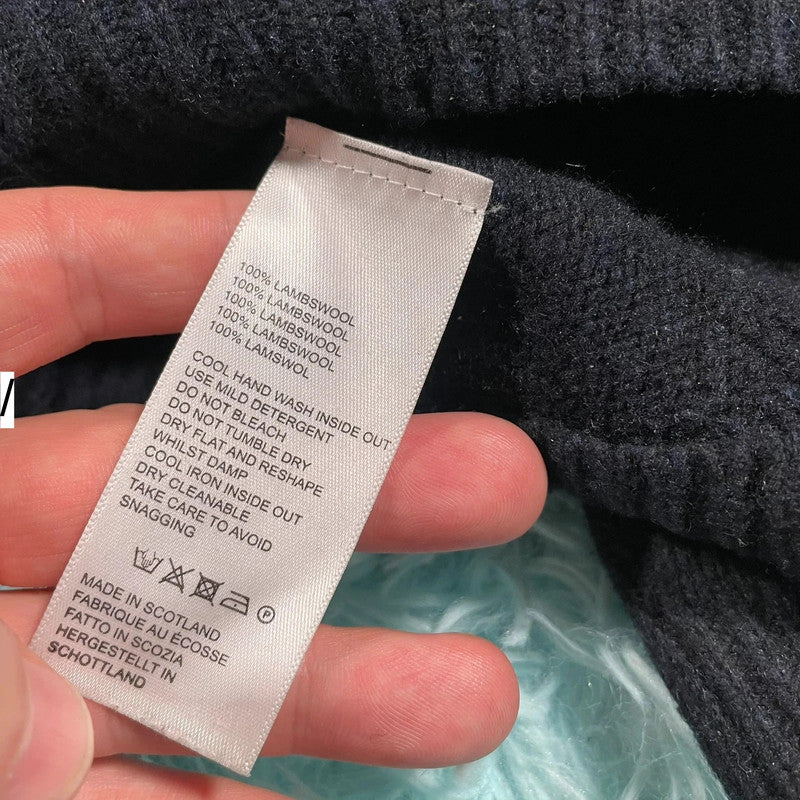 100% LAMBSWOOL
100% LAMBSWOOL
100% LAMBSWOOL
100% LAMBSWOOL
100% LAMSWOL
COOL HAND WASH INSIDE OUT
USE MILD DETERGENT
DO NOT BLEACH
DO NOT TUMBLE DRY
DRY FLAT AND RESHAPE
WHILST DAMP
COOL IRON INSIDE OUT
DRY CLEANABLE
TAKE CARE TO AVOID
SNAGGING
P
MADE IN SCOTLAND
FABRIQUE AU ÉCOSSE
FATTO IN SCOZIA
HERGESTELLT IN
SCHOTTLAND
/